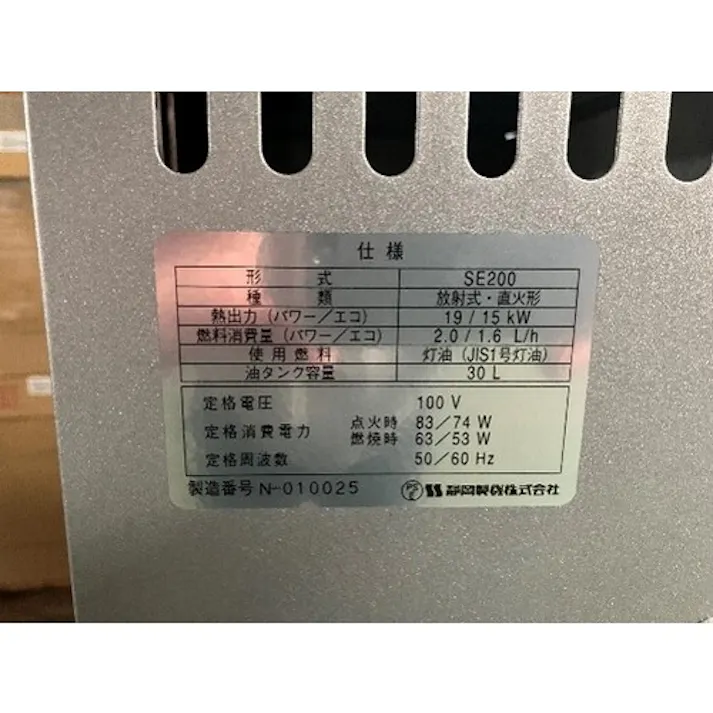 仕様
形式 SE200
種類 放射式・直火形
熱出力(パワー/エコ) 19/15 kW
燃料消費量(パワー/エコ) 2.0/1.6 L/h
使用燃料 灯油(JIS1号灯油)
油タンク容量 30 L
定格電圧 100 V
定格消費電力 点火時 83/74 W
燃焼時 63/53 W
定格周波数 50/60 Hz
製造番号 N-010025 PSE 静岡製機株式会社